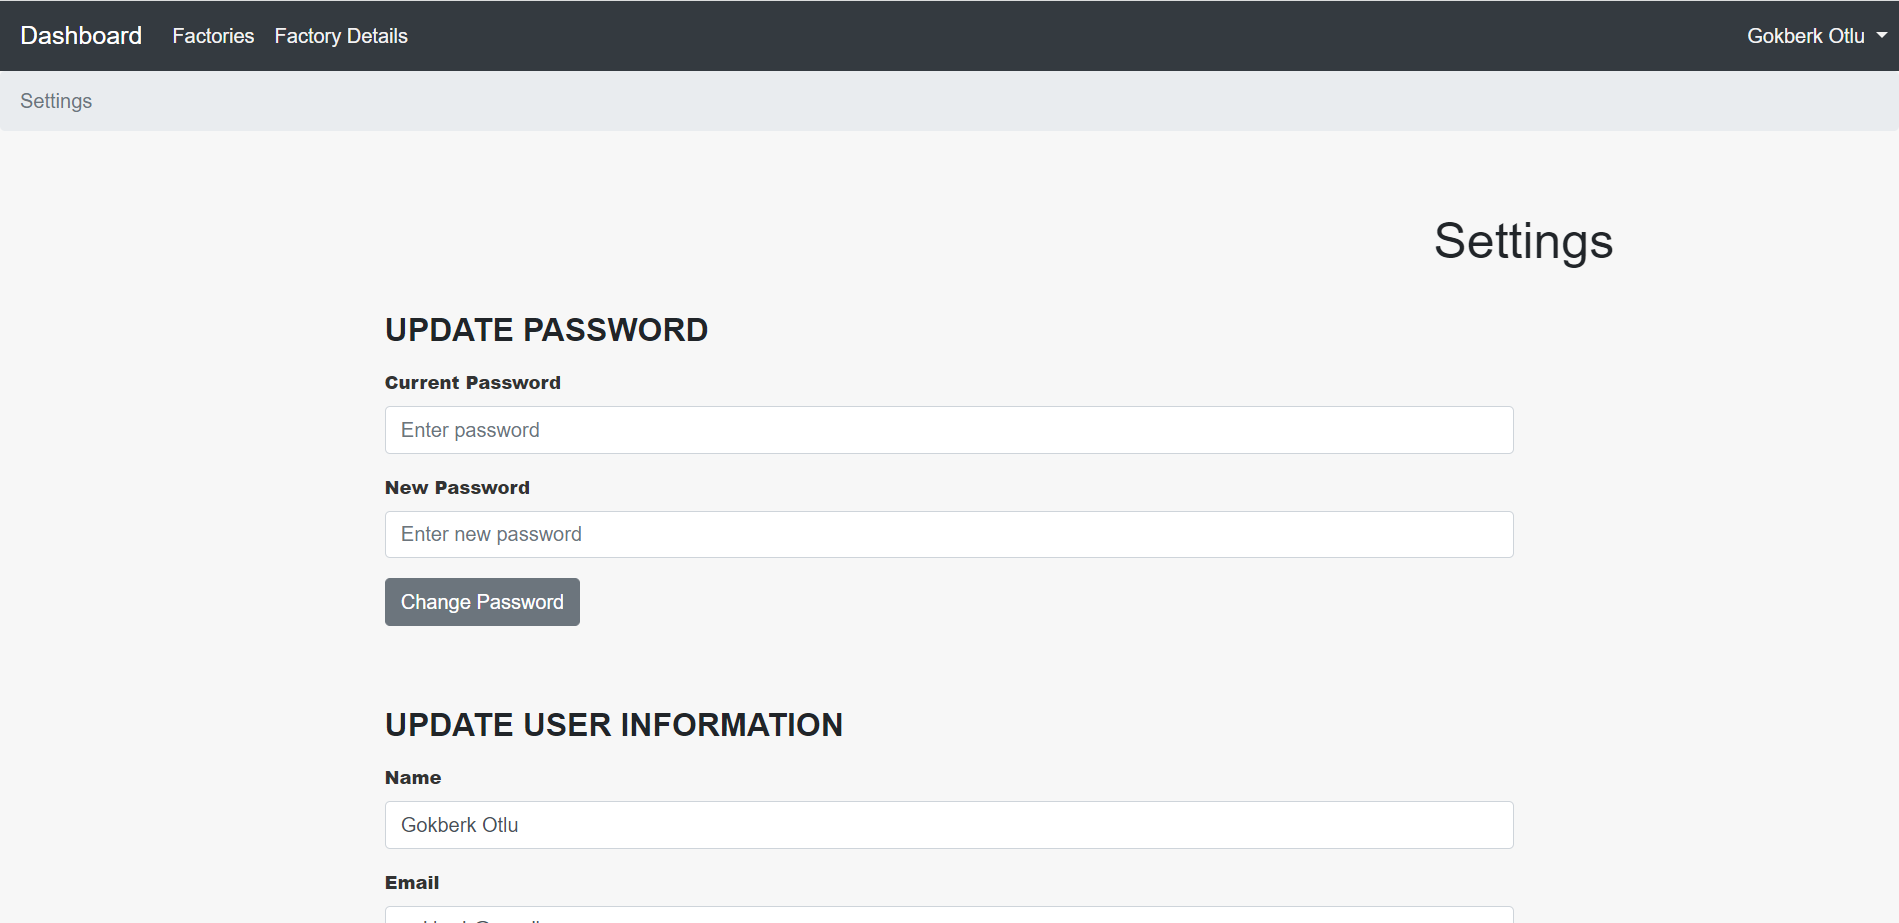 Dashboard Factories Factory Details Gokberk Otlu
Settings
Settings
UPDATE PASSWORD
Current Password
Enter password
New Password
Enter new password
Change Password
UPDATE USER INFORMATION
Name
Gokberk Otlu
Email